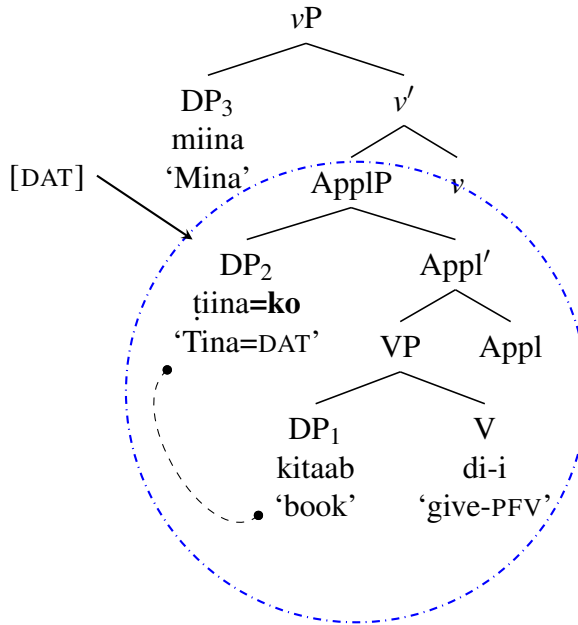 vP
DP₃ v′
miina
[DAT] ‘Mina’ ApplP v
DP₂ Appl′
ṭiina=ko
‘Tina=DAT’ VP Appl
DP₁ V
kitaab di-i
‘book’ ‘give-PFV’